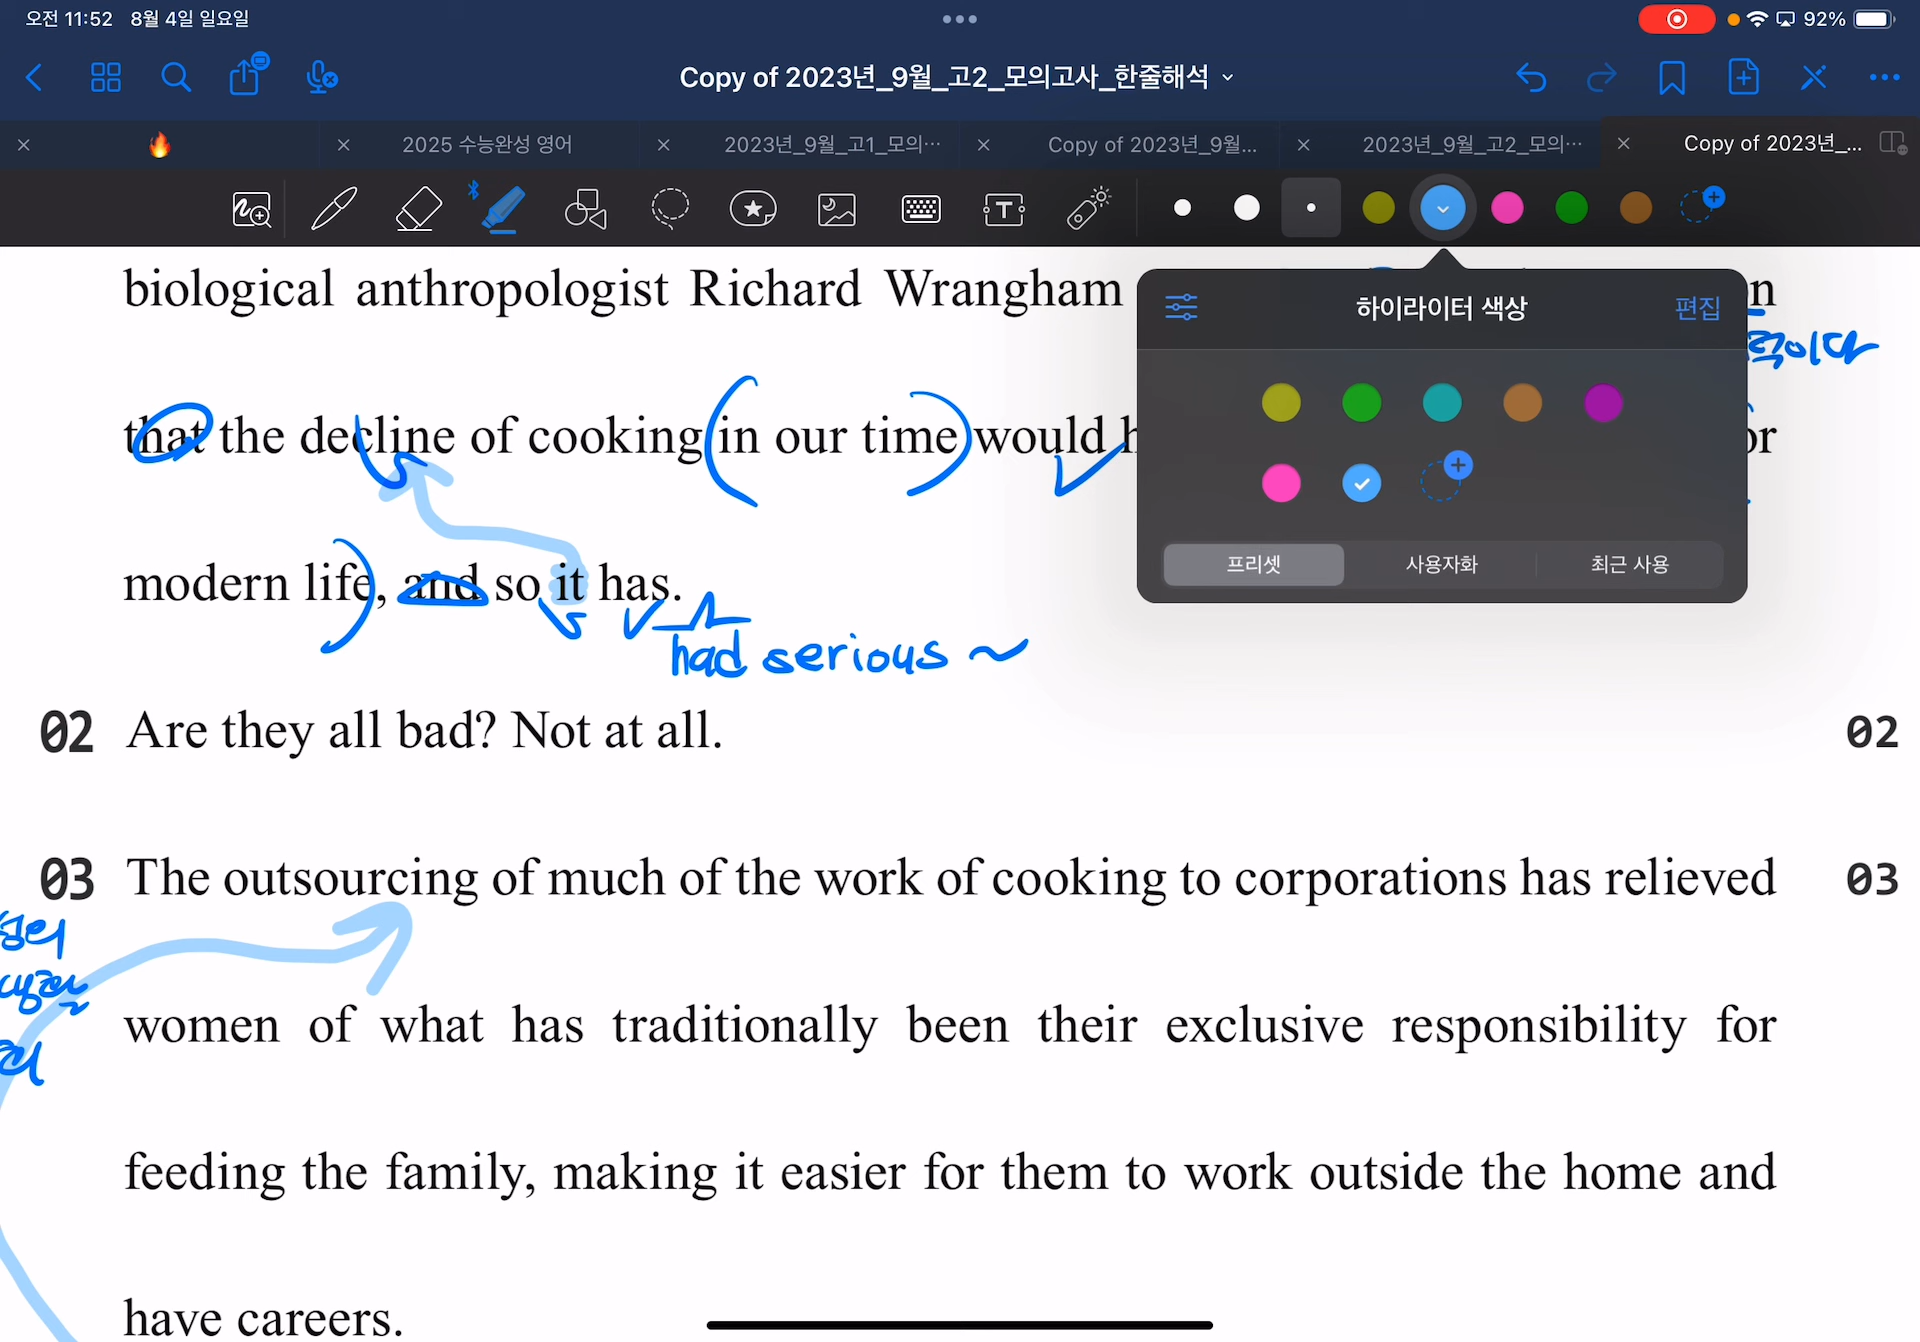 오전 11:52 8월 4일 일요일
92%
Copy of 2023년_9월_고2_모의고사_한줄해석
2025 수능완성 영어
2023년_9월_고1_모의…
Copy of 2023년_9월...
2023년_9월_고2_모의…
Copy of 2023년_...
하이라이터 색상
편집
프리셋 사용자화 최근 사용
biological anthropologist Richard Wrangham
that the decline of cooking (in our time) would
modern life), and so it has.
had serious ~
02 Are they all bad? Not at all. 02
03 The outsourcing of much of the work of cooking to corporations has relieved 03
women of what has traditionally been their exclusive responsibility for
feeding the family, making it easier for them to work outside the home and
have careers.